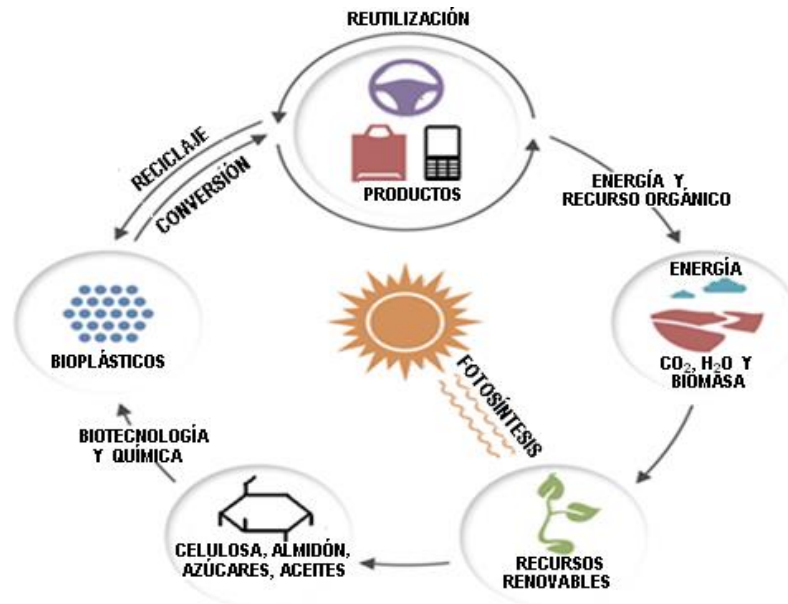 REUTILIZACIÓN
PRODUCTOS
RECICLAJE
CONVERSIÓN
ENERGÍA Y
RECURSO ORGÁNICO
ENERGÍA
CO₂, H₂O Y
BIOMASA
BIOPLÁSTICOS
FOTOSÍNTESIS
BIOTECNOLOGÍA
Y QUÍMICA
CELULOSA, ALMIDÓN,
AZÚCARES, ACEITES
RECURSOS
RENOVABLES